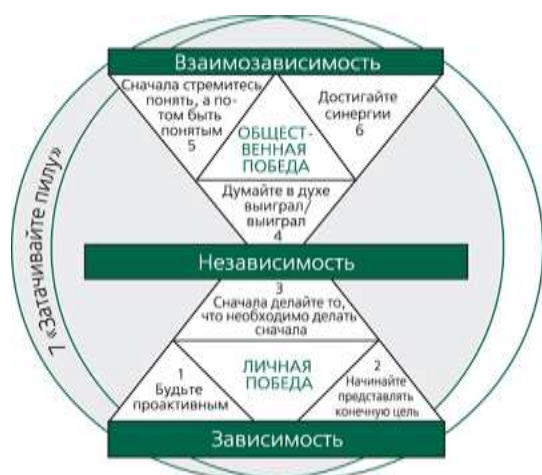 Взаимозависимость
Сначала стремитесь
понять, а по-
том быть
понятым
5
Достигайте
синергии
6
ОБЩЕСТ-
ВЕННАЯ
ПОБЕДА
Думайте в духе
выиграл/
выиграл
4
7 «Затачивайте пилу»
Независимость
3
Сначала делайте то,
что необходимо делать
сначала
1
Будьте
проактивным
ЛИЧНАЯ
ПОБЕДА
2
Начинайте
представлять
конечную цель
Зависимость